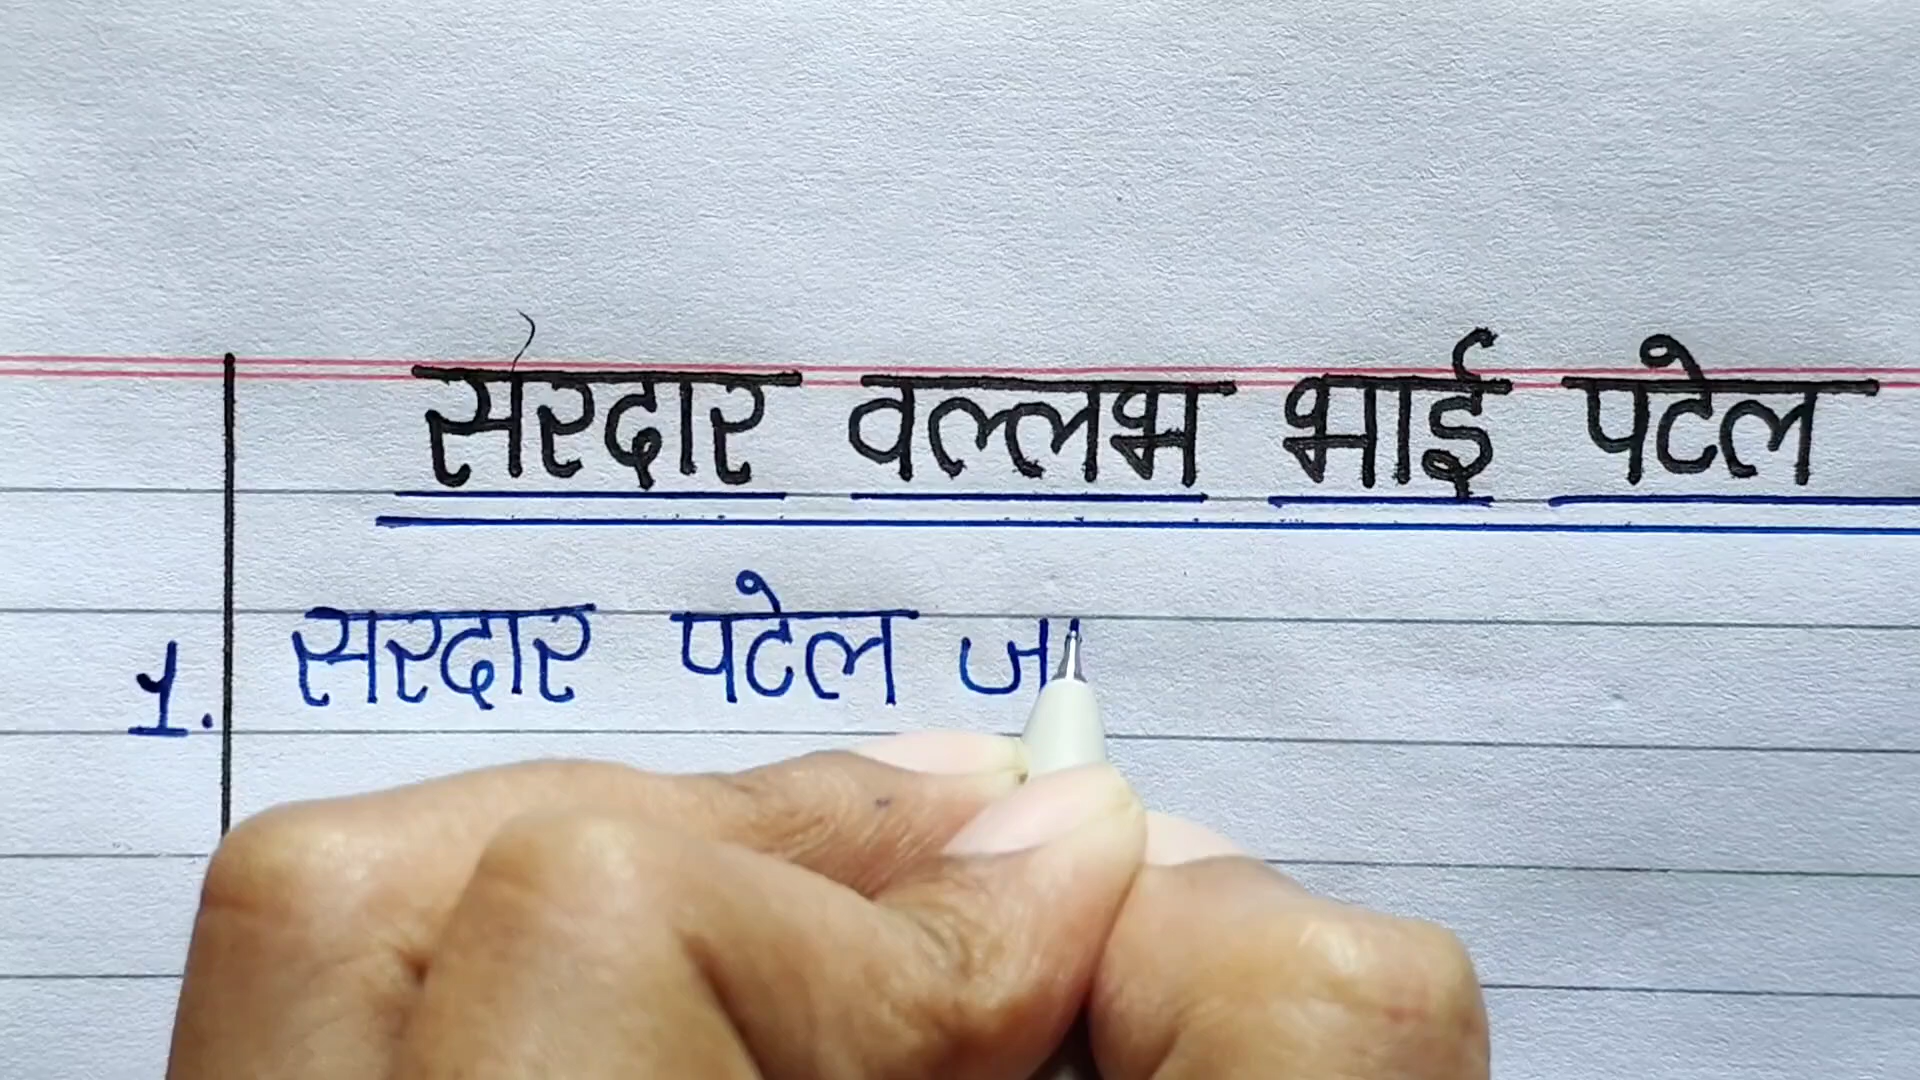 सरदार वल्लभ भाई पटेल
1. सरदार पटेल ज